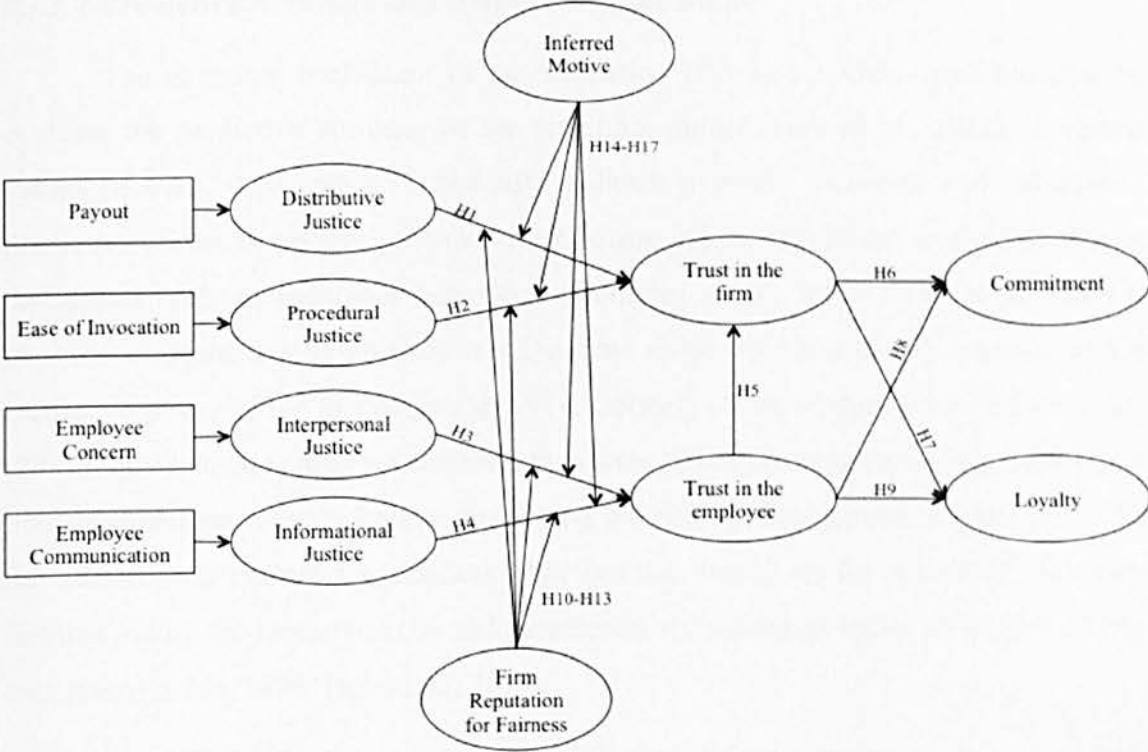 Inferred
Motive
H14-H17
Payout
Distributive
Justice
H1
Trust in the
firm
H6
Commitment
Ease of Invocation
Procedural
Justice
H2
H8
H5
Employee
Concern
Interpersonal
Justice
H3
H7
Trust in the
employee
H9
Loyalty
Employee
Communication
Informational
Justice
H4
H10-H13
Firm
Reputation
for Fairness